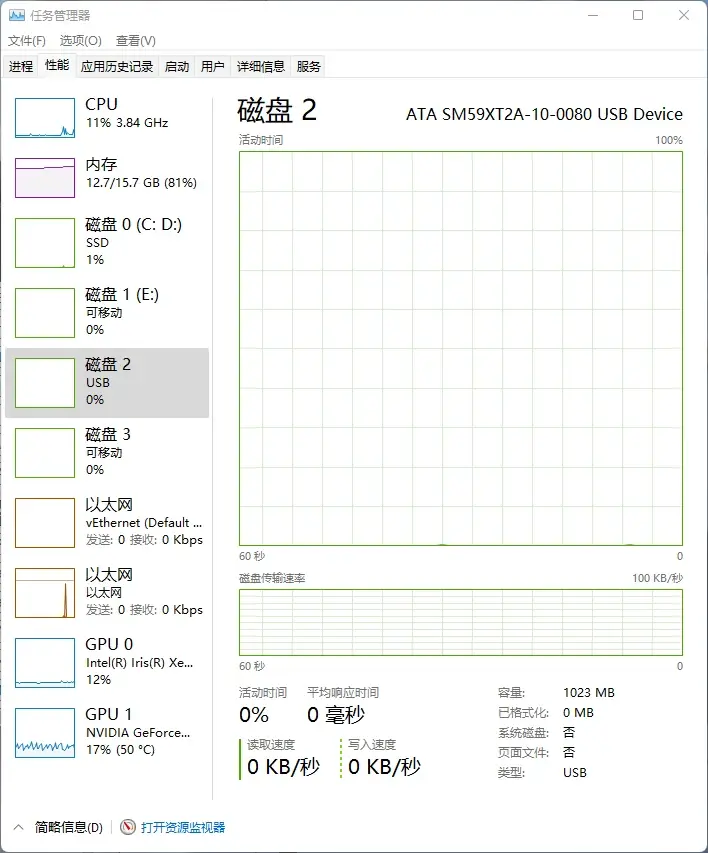 任务管理器
文件(F) 选项(O) 查看(V)
进程 性能 应用历史记录 启动 用户 详细信息 服务
CPU
11% 3.84 GHz
内存
12.7/15.7 GB (81%)
磁盘 0 (C: D:)
SSD
1%
磁盘 1 (E:)
可移动
0%
磁盘 2
USB
0%
磁盘 3
可移动
0%
以太网
vEthernet (Default ...
发送: 0 接收: 0 Kbps
以太网
以太网
发送: 0 接收: 0 Kbps
GPU 0
Intel(R) Iris(R) Xe...
12%
GPU 1
NVIDIA GeForce...
17% (50 °C)
磁盘 2 ATA SM59XT2A-10-0080 USB Device
活动时间 100%
60 秒 0
磁盘传输速率 100 KB/秒
60 秒 0
活动时间 平均响应时间
0% 0 毫秒
读取速度 写入速度
0 KB/秒 0 KB/秒
容量: 1023 MB
已格式化: 0 MB
系统磁盘: 否
页面文件: 否
类型: USB
简略信息(D) 打开资源监视器